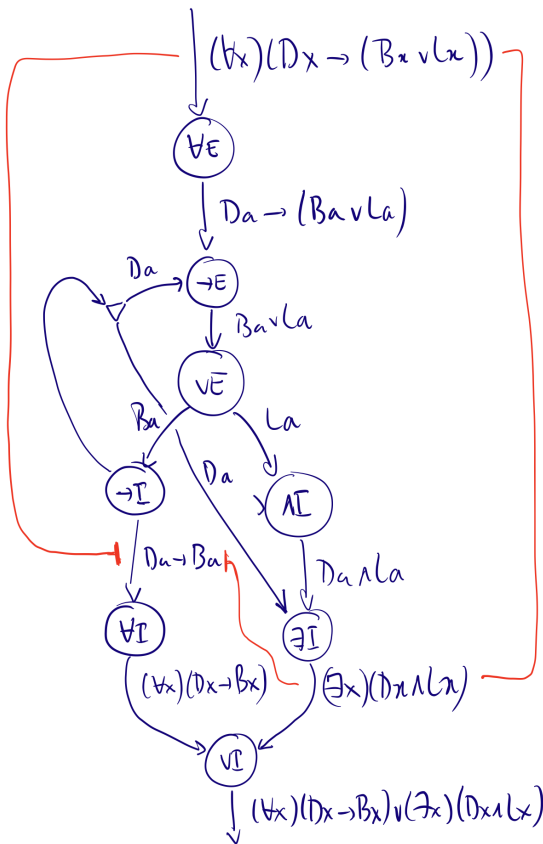 (∀x)(Dx → (Bx ∨ Lx))
∀E
Da → (Ba ∨ La)
Da
→E
Ba ∨ La
∨E
Ba
La
Da
→I
∧I
Da → Ba
Da ∧ La
∀I
∃I
(∀x)(Dx → Bx)
(∃x)(Dx ∧ Lx)
∨I
(∀x)(Dx → Bx) ∨ (∃x)(Dx ∧ Lx)